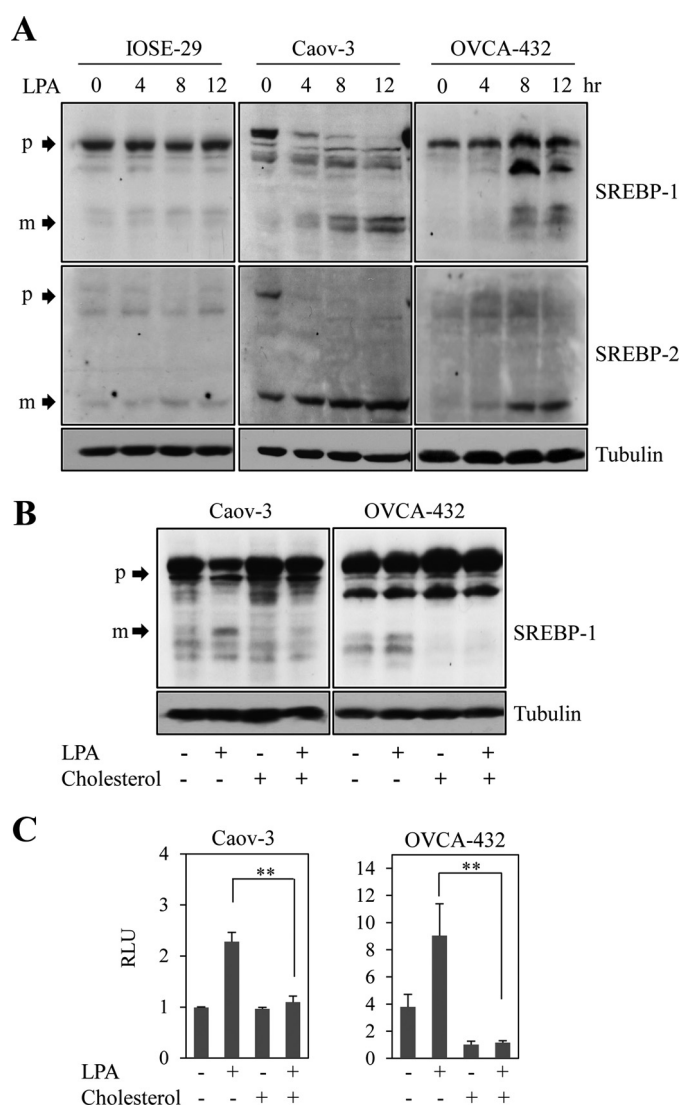 A
IOSE-29 Caov-3 OVCA-432
LPA 0 4 8 12 0 4 8 12 0 4 8 12 hr
p
SREBP-1
m
p
SREBP-2
m
Tubulin
B
Caov-3 OVCA-432
p
m
SREBP-1
Tubulin
LPA - + - + - + - +
Cholesterol - - + + - - + +
C
Caov-3 OVCA-432
4
3
2
1
0
RLU
**
14
12
10
8
6
4
2
0
**
LPA - + - + - + - +
Cholesterol - - + + - - + +